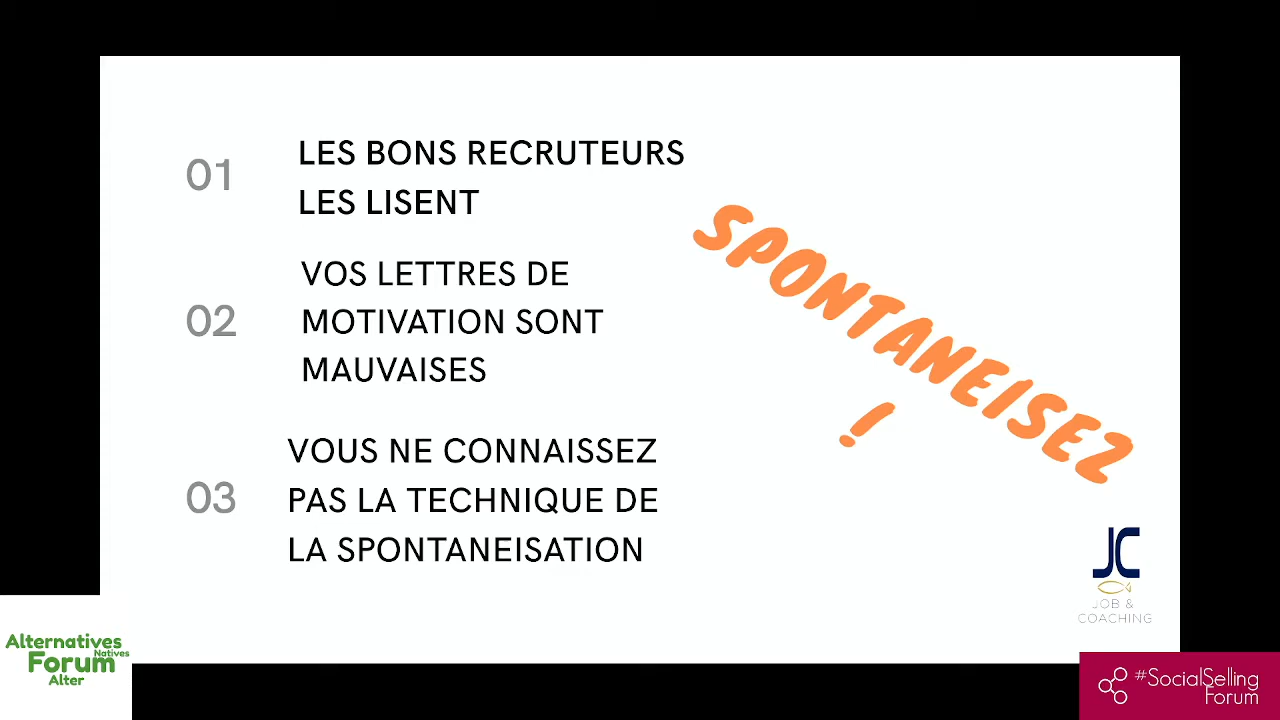 01
LES BONS RECRUTEURS
LES LISENT
02
VOS LETTRES DE
MOTIVATION SONT
MAUVAISES
03
VOUS NE CONNAISSEZ
PAS LA TECHNIQUE DE
LA SPONTANEISATION
SPONTANEISEZ
!
JC
JOB &
COACHING
Alternatives
Natives
Forum
Alter
#SocialSelling
Forum